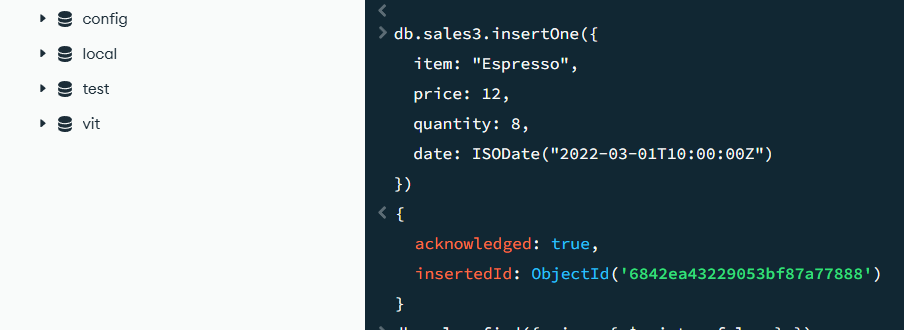 config
local
test
vit
db.sales3.insertOne({
item: "Espresso",
price: 12,
quantity: 8,
date: ISODate("2022-03-01T10:00:00Z")
})
{
acknowledged: true,
insertedId: ObjectId('6842ea43229053bf87a77888')
}